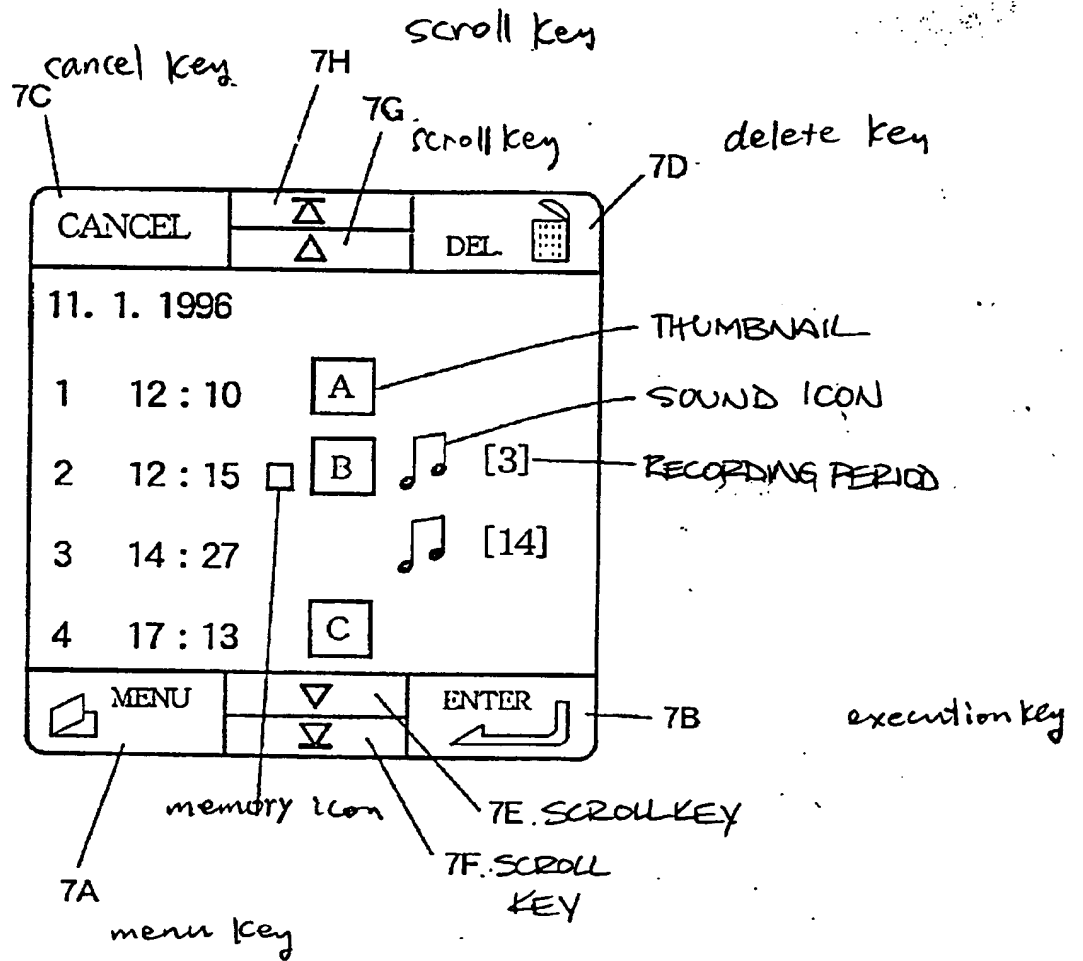 scroll key
cancel key
7H
7C
7G
scroll key
delete key
7D
CANCEL
DEL.
11. 1. 1996
THUMBNAIL
1 12 : 10 A
SOUND ICON
2 12 : 15 B [3]
RECORDING PERIOD
3 14 : 27 [14]
4 17 : 13 C
MENU
ENTER
7B
execution key
memory icon
7E. SCROLL KEY
7F. SCROLL
KEY
7A
menu key